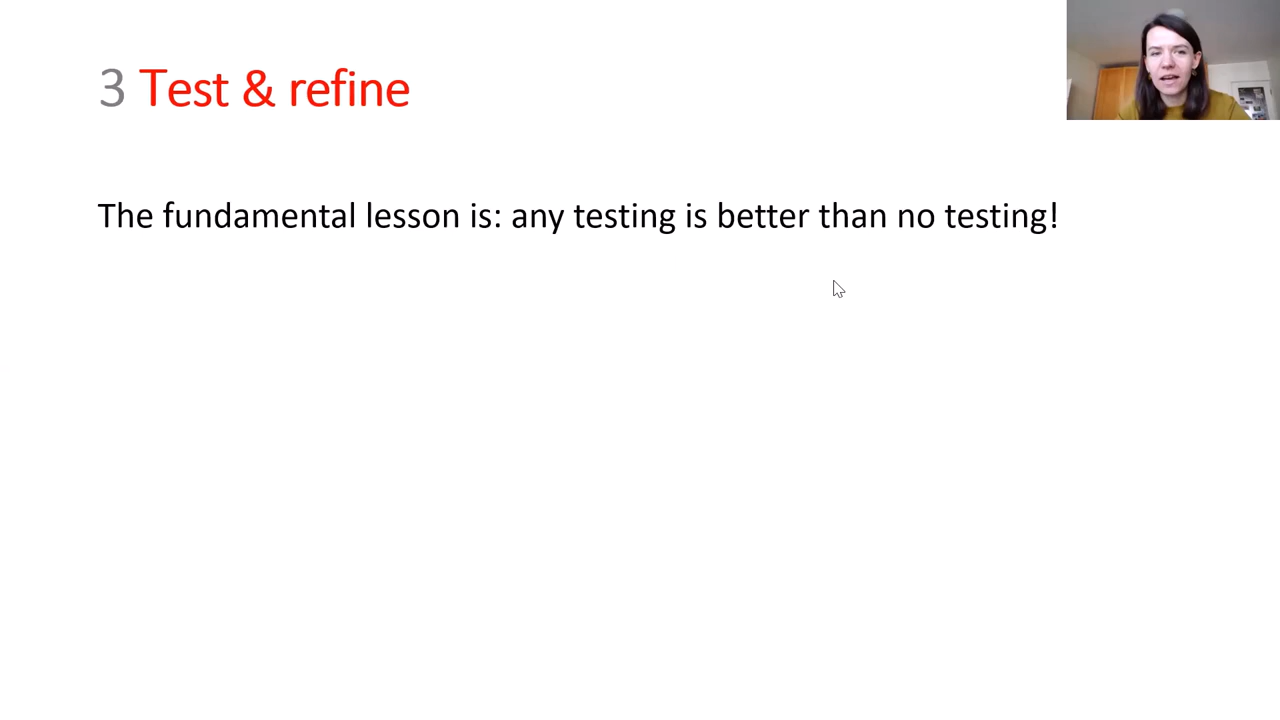 3 Test & refine
The fundamental lesson is: any testing is better than no testing!